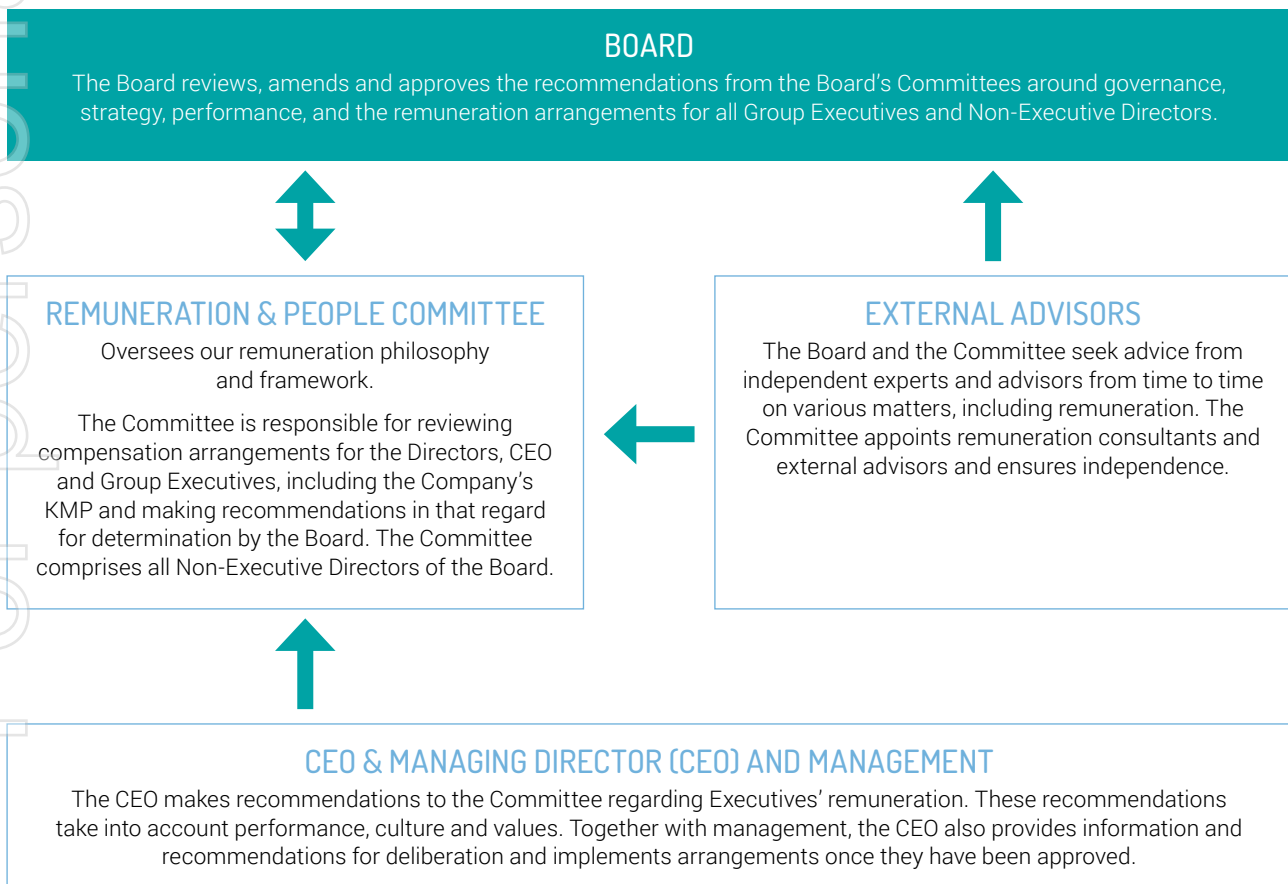 BOARD
The Board reviews, amends and approves the recommendations from the Board’s Committees around governance,
strategy, performance, and the remuneration arrangements for all Group Executives and Non-Executive Directors.
REMUNERATION & PEOPLE COMMITTEE
Oversees our remuneration philosophy
and framework.
The Committee is responsible for reviewing
compensation arrangements for the Directors, CEO
and Group Executives, including the Company’s
KMP and making recommendations in that regard
for determination by the Board. The Committee
comprises all Non-Executive Directors of the Board.
EXTERNAL ADVISORS
The Board and the Committee seek advice from
independent experts and advisors from time to time
on various matters, including remuneration. The
Committee appoints remuneration consultants and
external advisors and ensures independence.
CEO & MANAGING DIRECTOR (CEO) AND MANAGEMENT
The CEO makes recommendations to the Committee regarding Executives’ remuneration. These recommendations
take into account performance, culture and values. Together with management, the CEO also provides information and
recommendations for deliberation and implements arrangements once they have been approved.